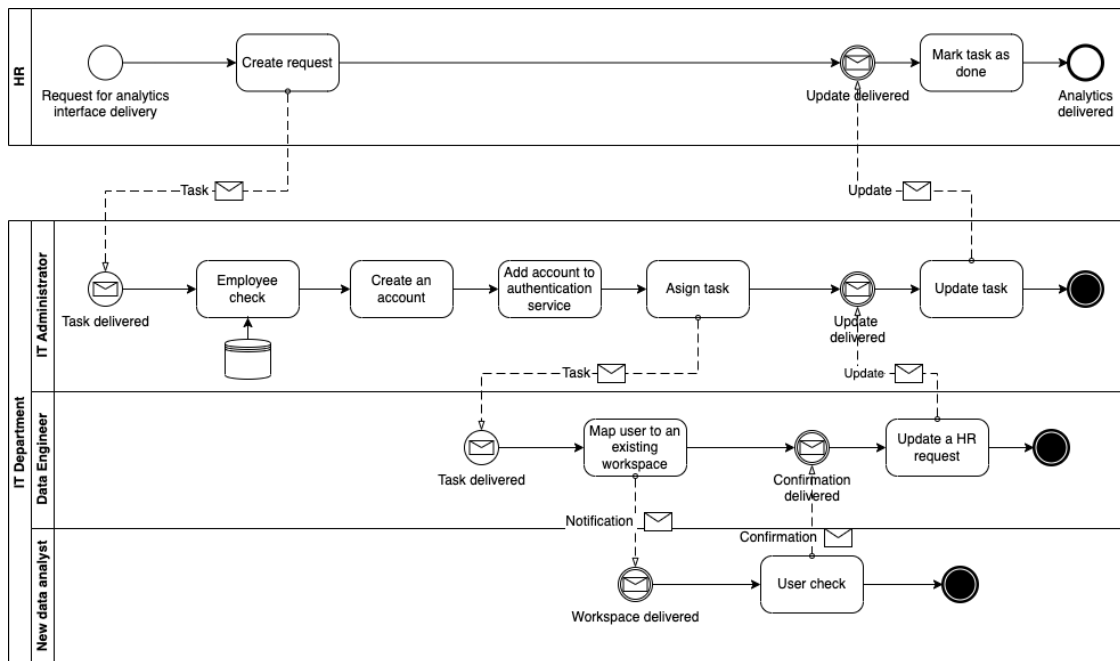 HR
Request for analytics
interface delivery
Create request
Update delivered
Mark task as
done
Analytics
delivered
Task
Update
IT Department
IT Administrator
Task delivered
Employee
check
Create an
account
Add account to
authentication
service
Asign task
Update
delivered
Update task
Task
Update
Data Engineer
Task delivered
Map user to an
existing
workspace
Confirmation
delivered
Update a HR
request
Notification
Confirmation
New data analyst
Workspace delivered
User check